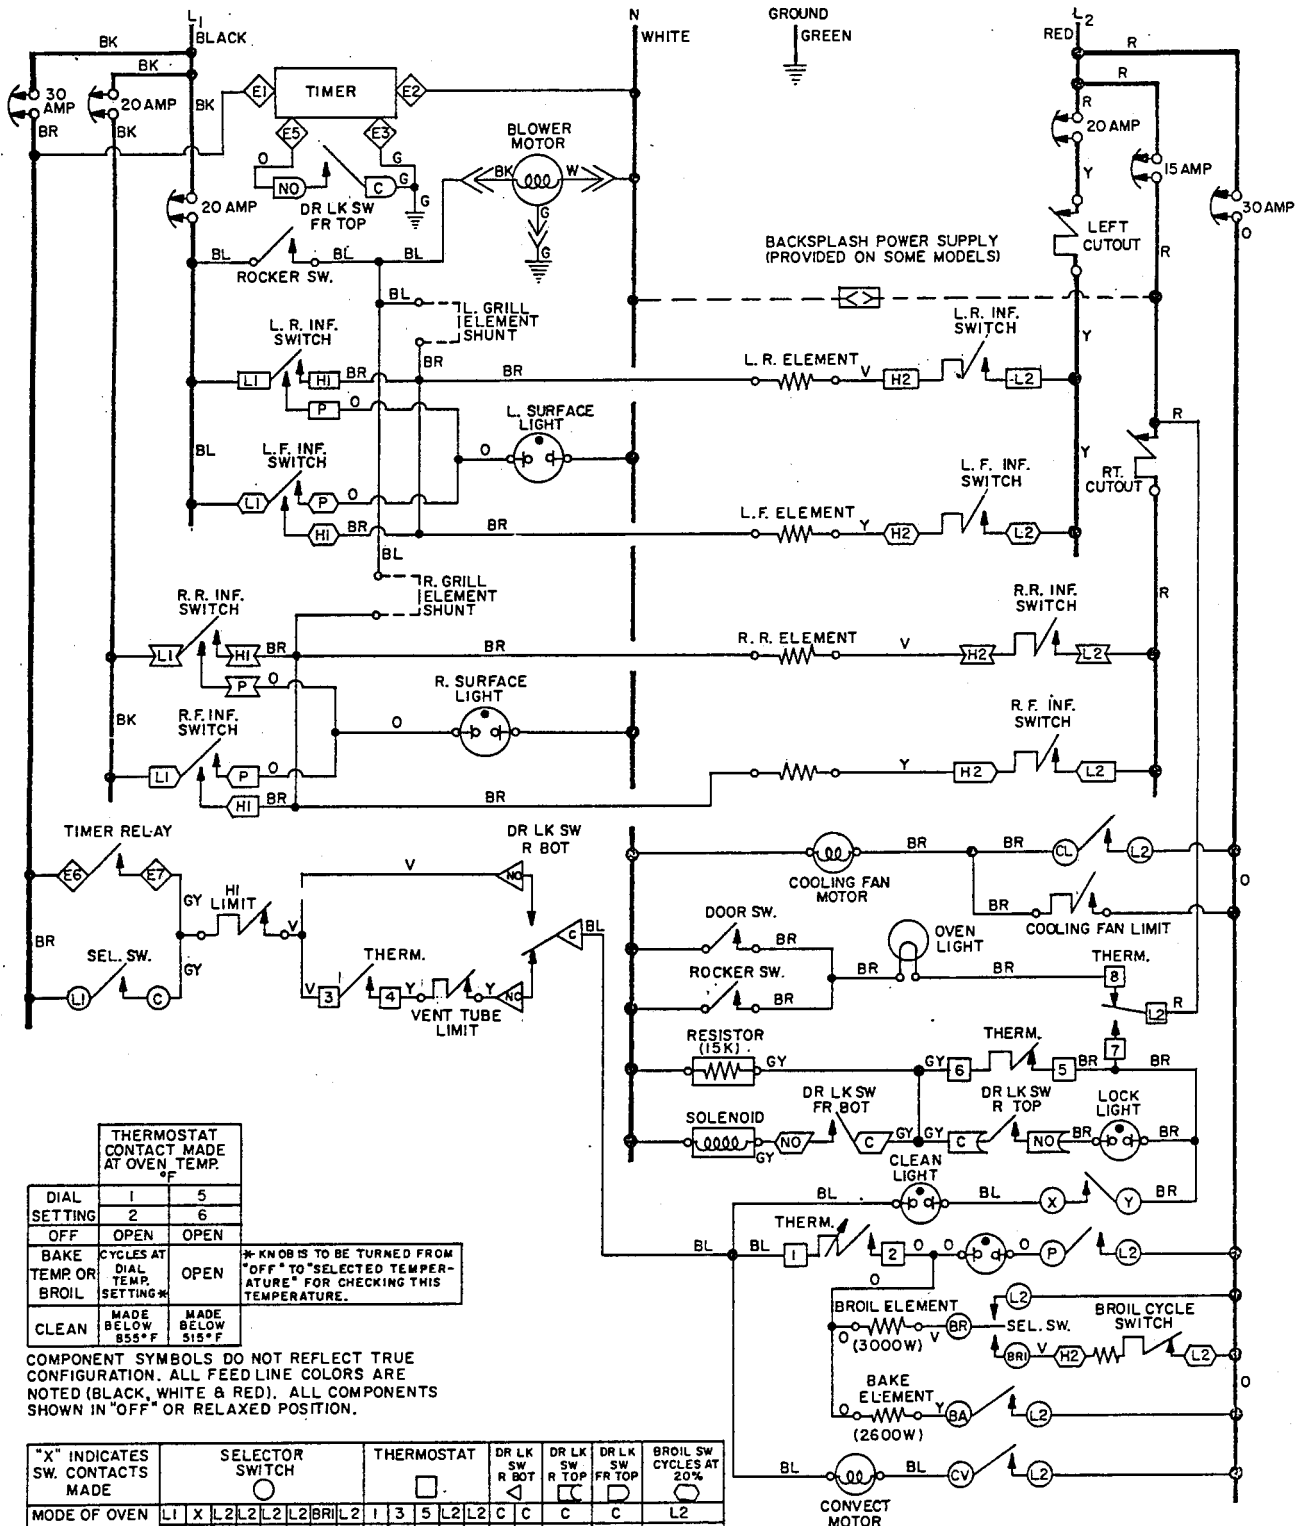 L1 N GROUND L2
BK BLACK WHITE GREEN RED R
BK R
30 AMP 20 AMP BK E1 TIMER E2 R
BR BK E5 E3 BLOWER MOTOR 20 AMP
O G BK W Y 15 AMP
NO C G G
20 AMP DR LK SW FR TOP G 30 AMP
BACKSPLASH POWER SUPPLY LEFT CUTOUT O
(PROVIDED ON SOME MODELS) R
BL ROCKER SW. BL BL
BL L. GRILL ELEMENT SHUNT
L. R. INF. SWITCH L.R. INF. SWITCH Y
BR
L1 H1 BR BR L. R. ELEMENT V H2 L2
P O L. SURFACE LIGHT R
BL L.F. INF. SWITCH O L. F. INF. SWITCH Y RT. CUTOUT
L1 P O
H1 BR BR L.F. ELEMENT Y H2 L2
BL
R. GRILL ELEMENT SHUNT
R.R. INF. SWITCH R.R. INF. SWITCH R
L1 H1 BR BR R. R. ELEMENT V H2 L2
P O R. SURFACE LIGHT
BK R.F. INF. SWITCH O R.F. INF. SWITCH
L1 P O Y H2 L2
H1 BR BR
TIMER RELAY DR LK SW R BOT
BR BR CL L2
E6 E7 V NO COOLING FAN MOTOR O
GY HI LIMIT BR COOLING FAN LIMIT
V C BL DOOR SW. BR OVEN LIGHT
BR SEL. SW. GY THERM. ROCKER SW. BR BR THERM.
L1 C V 3 4 Y Y NC BR 8
VENT TUBE LIMIT L2 R
RESISTOR (15K) GY THERM. 7
GY 6 5 BR BR
SOLENOID DR LK SW FR BOT DR LK SW R TOP LOCK LIGHT
GY NO C GY GY C NO BR BR
CLEAN LIGHT
BL BL X Y BR
THERM.
BL BL 1 2 O O O P L2
O
BROIL ELEMENT L2 BROIL CYCLE SWITCH
O (3000W) V BR SEL. SW.
BR1 V H2 L2
BAKE ELEMENT O
O (2600W) Y BA L2
BL BL CV L2
CONVECT MOTOR
THERMOSTAT
CONTACT MADE
AT OVEN TEMP.
°F
DIAL 1 5
SETTING 2 6
OFF OPEN OPEN
BAKE TEMP. OR BROIL CYCLES AT DIAL TEMP. SETTING* OPEN
* KNOB IS TO BE TURNED FROM
"OFF" TO "SELECTED TEMPER-
ATURE" FOR CHECKING THIS
TEMPERATURE.
CLEAN MADE BELOW 855°F MADE BELOW 515°F
COMPONENT SYMBOLS DO NOT REFLECT TRUE
CONFIGURATION. ALL FEED LINE COLORS ARE
NOTED (BLACK, WHITE & RED). ALL COMPONENTS
SHOWN IN "OFF" OR RELAXED POSITION.
"X" INDICATES SW. CONTACTS MADE SELECTOR SWITCH THERMOSTAT DR LK SW R BOT DR LK SW R TOP DR LK SW FR TOP BROIL SW CYCLES AT 20%
MODE OF OVEN L1 X L2 L2 L2 L2 BR1 L2 1 3 5 L2 L2 C C C C L2